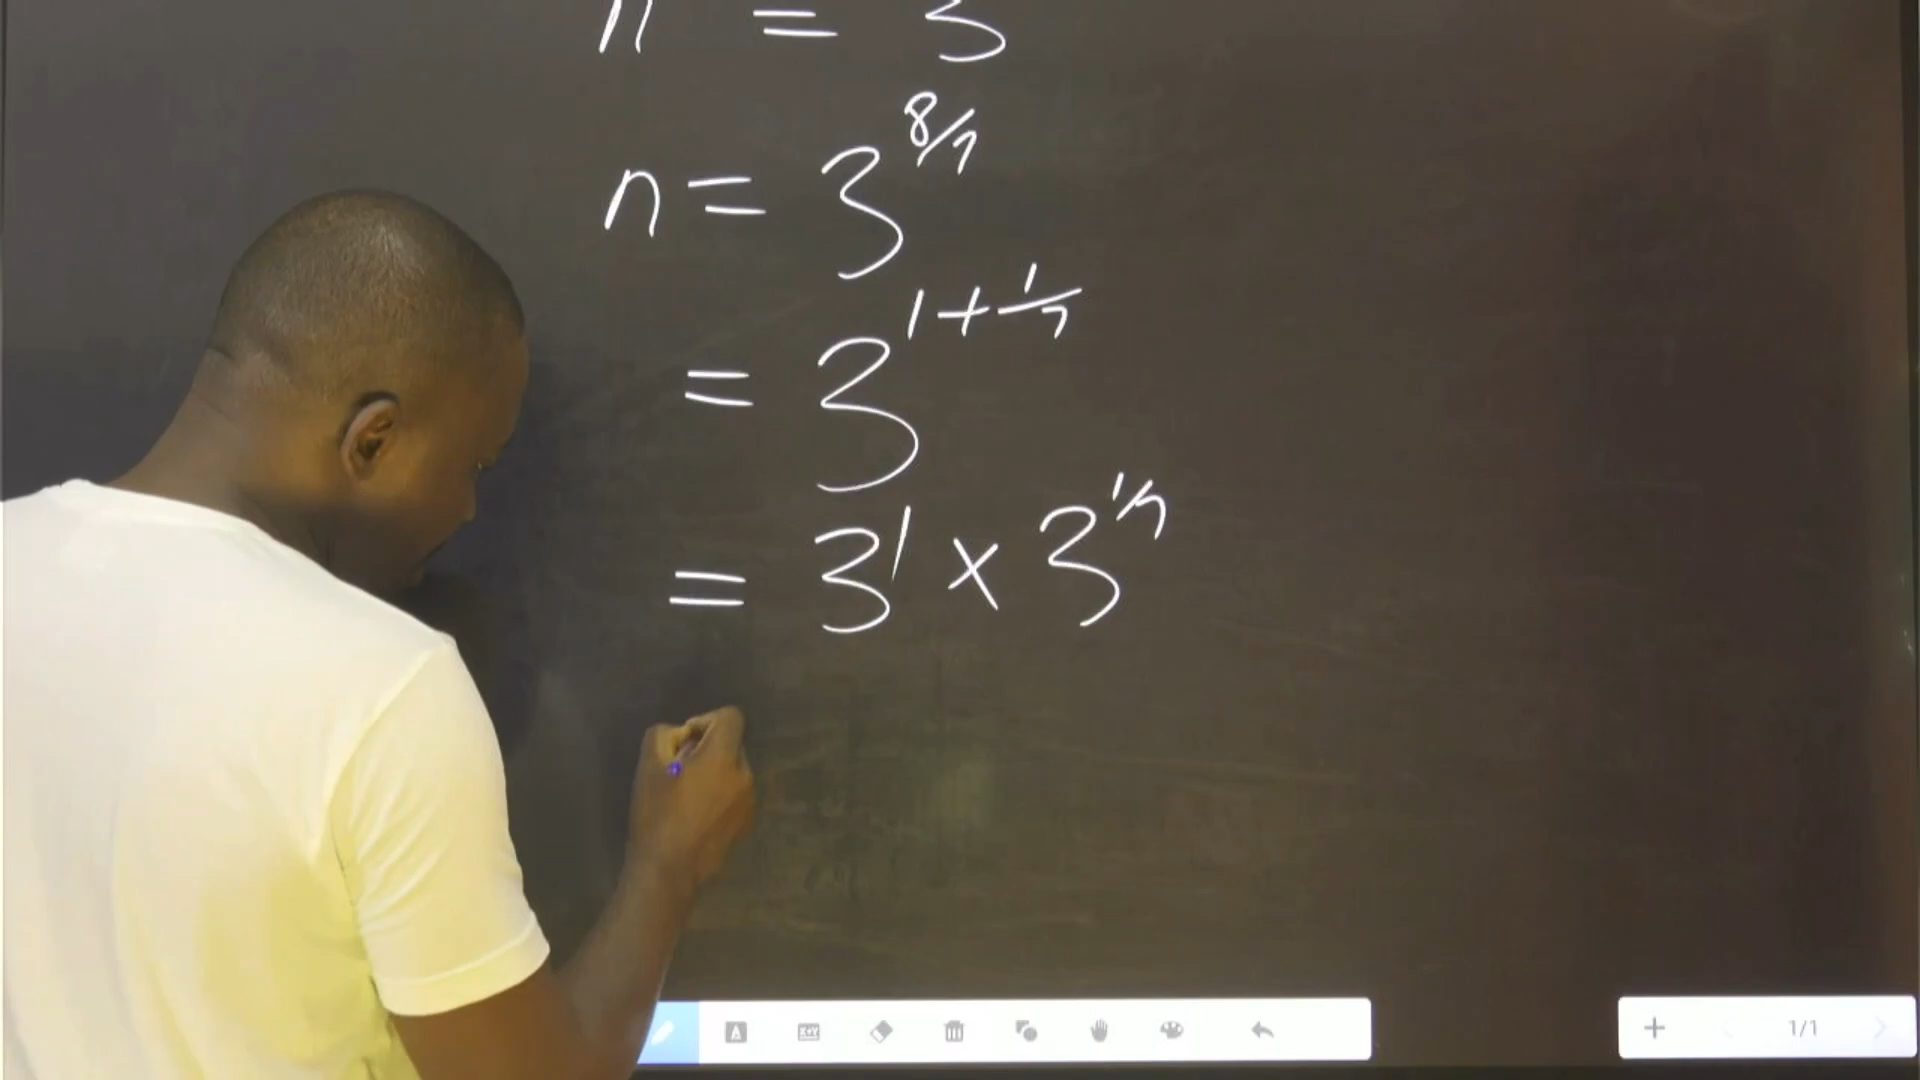 n = 3
n = 3^{8/7}
= 3^{1 + 1/7}
= 3^1 × 3^{1/7}
A X+Y
1/1